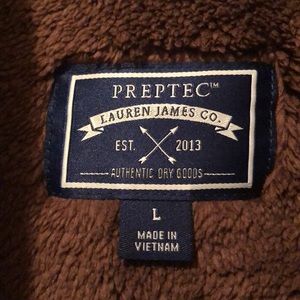 PREPTEC™
LAUREN JAMES CO.
EST. 2013
AUTHENTIC DRY GOODS
L
MADE IN
VIETNAM